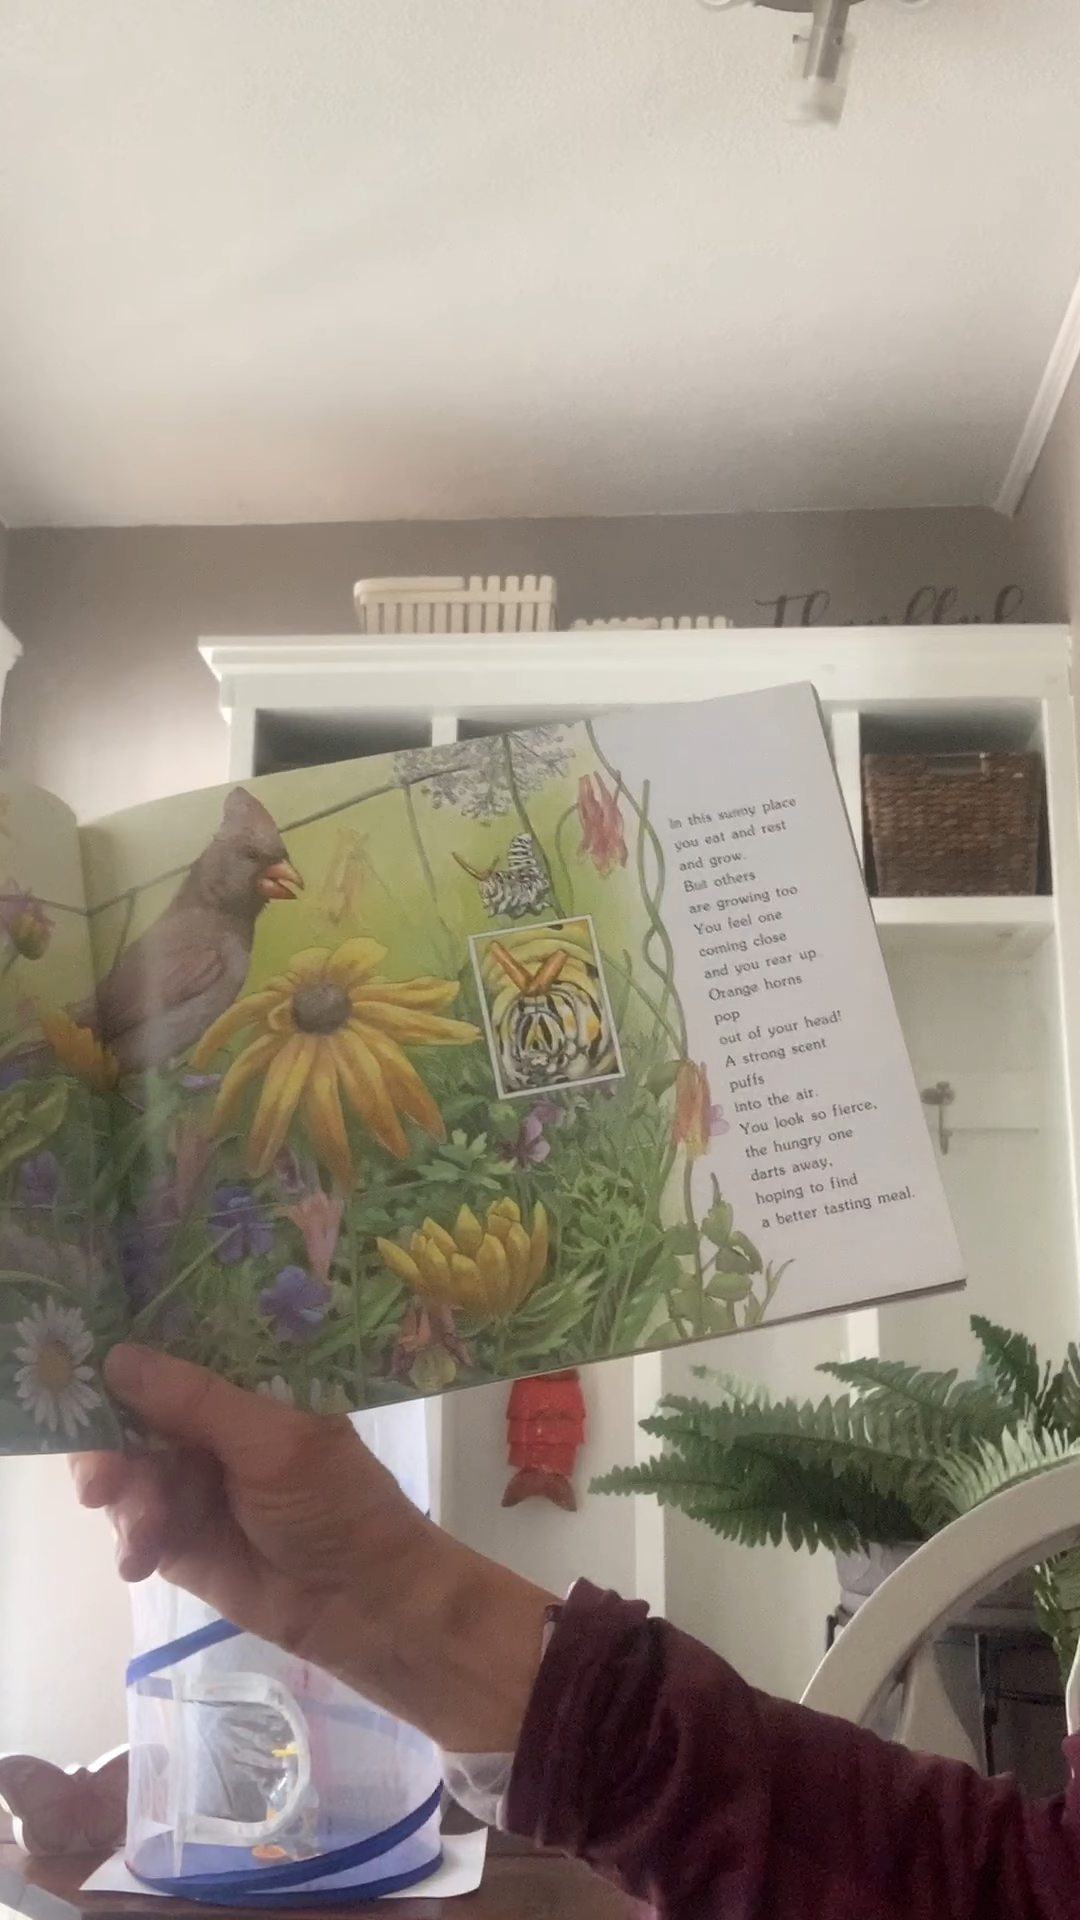 Thankful
In this sunny place
you eat and rest
and grow.
But others
are growing too.
You feel one
coming close
and you rear up.
Orange horns
pop
out of your head!
A strong scent
puffs
into the air.
You look so fierce,
the hungry one
darts away,
hoping to find
a better tasting meal.